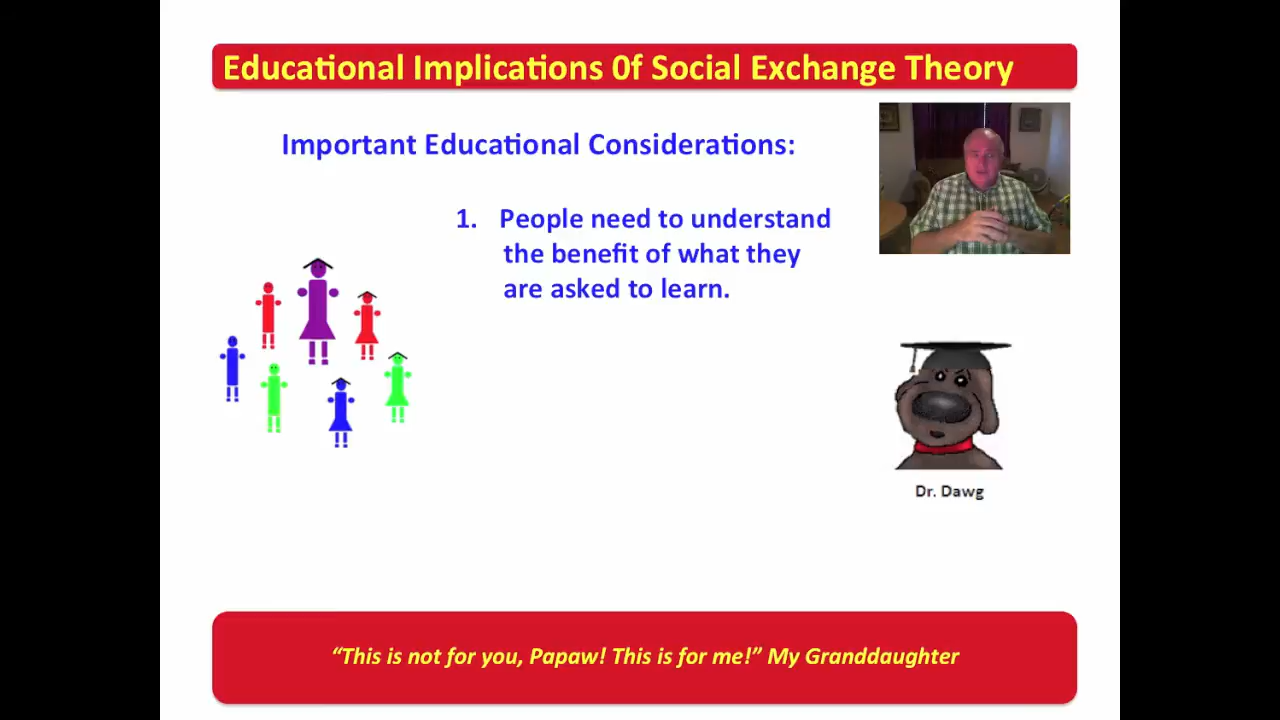 Educational Implications 0f Social Exchange Theory
Important Educational Considerations:
1. People need to understand
the benefit of what they
are asked to learn.
Dr. Dawg
“This is not for you, Papaw! This is for me!” My Granddaughter